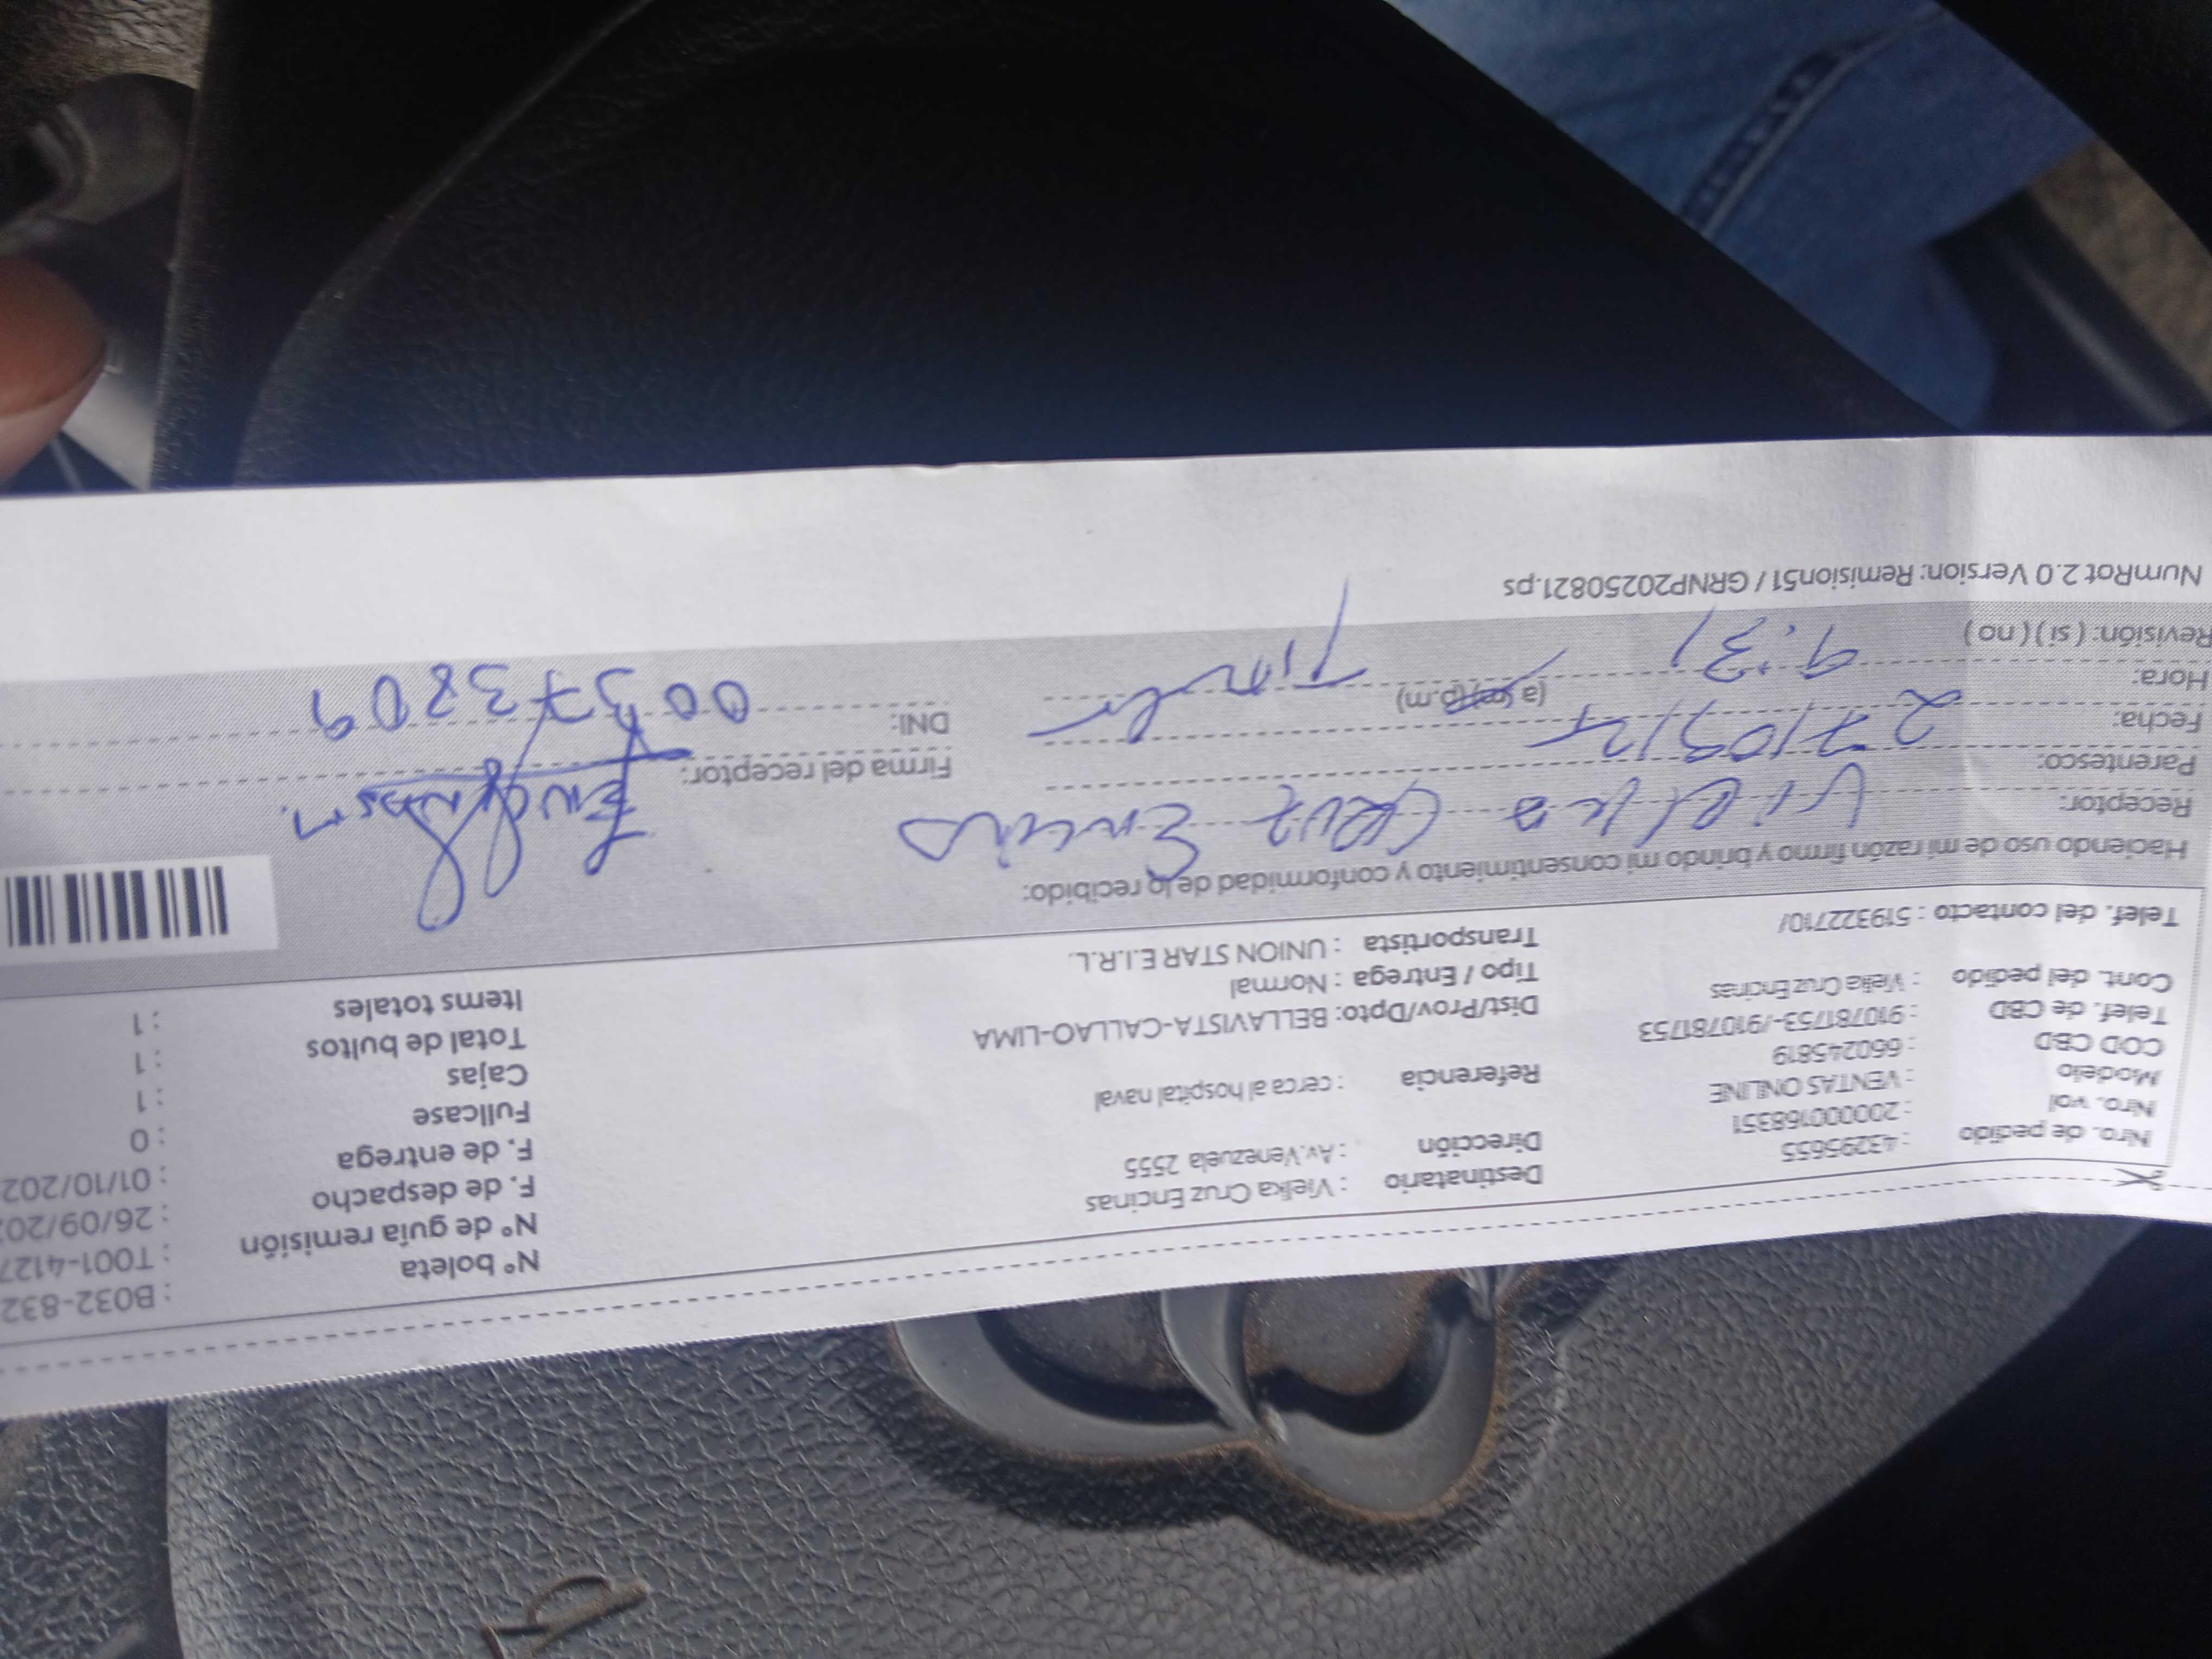 Nº boleta : B032-832
Nº de guía remisión : T001-4127
F. de despacho : 26/09/202
F. de entrega : 01/10/202
Fullcase : 0
Cajas : 1
Total de bultos : 1
Items totales : 1
Destinatario : Vielka Cruz Encinas
Dirección : Av.Venezuela 2555
Referencia : cerca al hospital naval
Dist/Prov/Dpto: BELLAVISTA-CALLAO-LIMA
Tipo / Entrega : Normal
Transportista : UNION STAR E.I.R.L.
Nro. de pedido : 43295655
Nro. vol : 20000168351
Modelo : VENTAS ONLINE
COD CBD : 660245819
Telef. de CBD : 910781753-/910781753
Cont. del pedido : Vielka Cruz Encinas
Telef. del contacto : 519322710/
Haciendo uso de mi razón firmo y brindo mi consentimiento y conformidad de lo recibido:
Receptor: Vielka Cruz Encinas
Parentesco: Titular
Fecha: 27/09/25
Hora: 9:31 (a.m)(p.m)
Revisión: ( si ) ( no )
Firma del receptor:
DNI:
NumRot 2.0 Version: Remision51 / GRNP20250821.ps